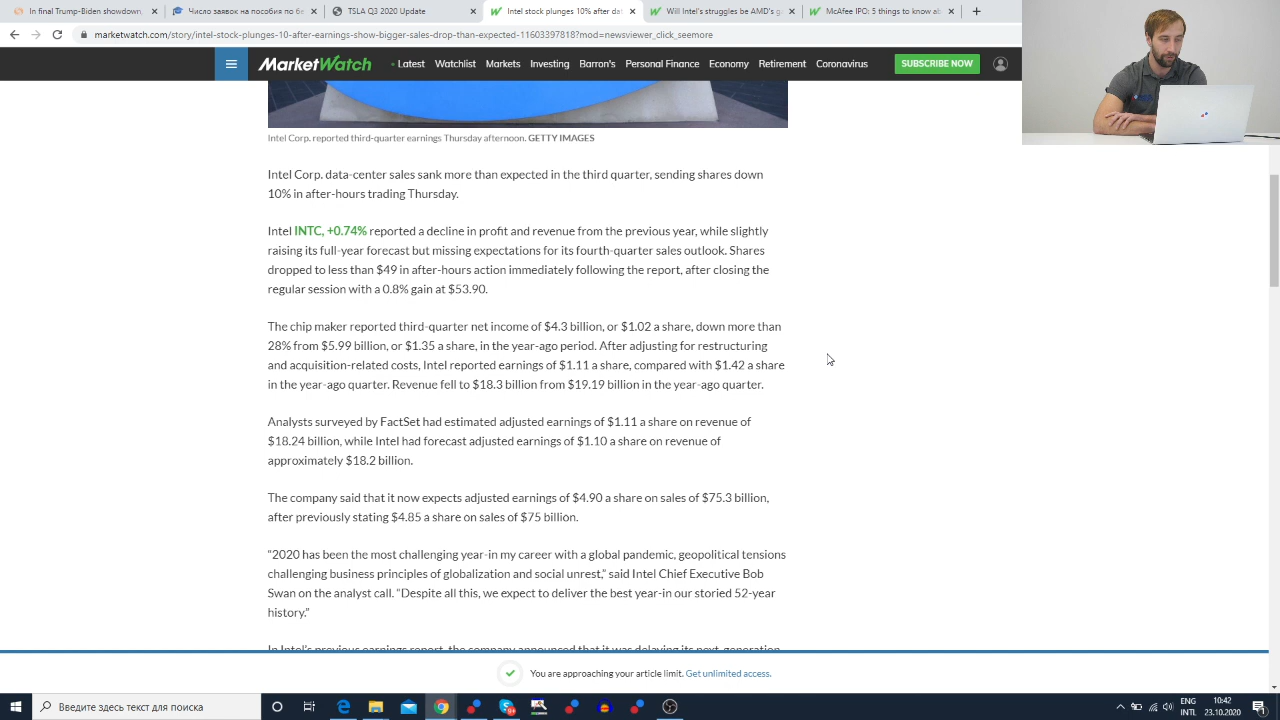 In final Trump-Biden showdown
Число заявок на пособия по бе
TSLA Q3 2020 Update
Intel stock plunges 10% after da
Will Intel's struggles be AMD's g
McAfee IPO: 5 things to know ab
marketwatch.com/story/intel-stock-plunges-10-after-earnings-show-bigger-sales-drop-than-expected-11603397818?mod=newsviewer_click_seemore
MarketWatch Latest Watchlist Markets Investing Barron's Personal Finance Economy Retirement Coronavirus SUBSCRIBE NOW
Intel Corp. reported third-quarter earnings Thursday afternoon. GETTY IMAGES
Intel Corp. data-center sales sank more than expected in the third quarter, sending shares down
10% in after-hours trading Thursday.
Intel INTC, +0.74% reported a decline in profit and revenue from the previous year, while slightly
raising its full-year forecast but missing expectations for its fourth-quarter sales outlook. Shares
dropped to less than $49 in after-hours action immediately following the report, after closing the
regular session with a 0.8% gain at $53.90.
The chip maker reported third-quarter net income of $4.3 billion, or $1.02 a share, down more than
28% from $5.99 billion, or $1.35 a share, in the year-ago period. After adjusting for restructuring
and acquisition-related costs, Intel reported earnings of $1.11 a share, compared with $1.42 a share
in the year-ago quarter. Revenue fell to $18.3 billion from $19.19 billion in the year-ago quarter.
Analysts surveyed by FactSet had estimated adjusted earnings of $1.11 a share on revenue of
$18.24 billion, while Intel had forecast adjusted earnings of $1.10 a share on revenue of
approximately $18.2 billion.
The company said that it now expects adjusted earnings of $4.90 a share on sales of $75.3 billion,
after previously stating $4.85 a share on sales of $75 billion.
"2020 has been the most challenging year-in my career with a global pandemic, geopolitical tensions
challenging business principles of globalization and social unrest," said Intel Chief Executive Bob
Swan on the analyst call. "Despite all this, we expect to deliver the best year-in our storied 52-year
history."
In Intel's previous earnings report, the company announced that it was delaying its next-generation
You are approaching your article limit. Get unlimited access.
Введите здесь текст для поиска
ENG
INTL
10:42
23.10.2020